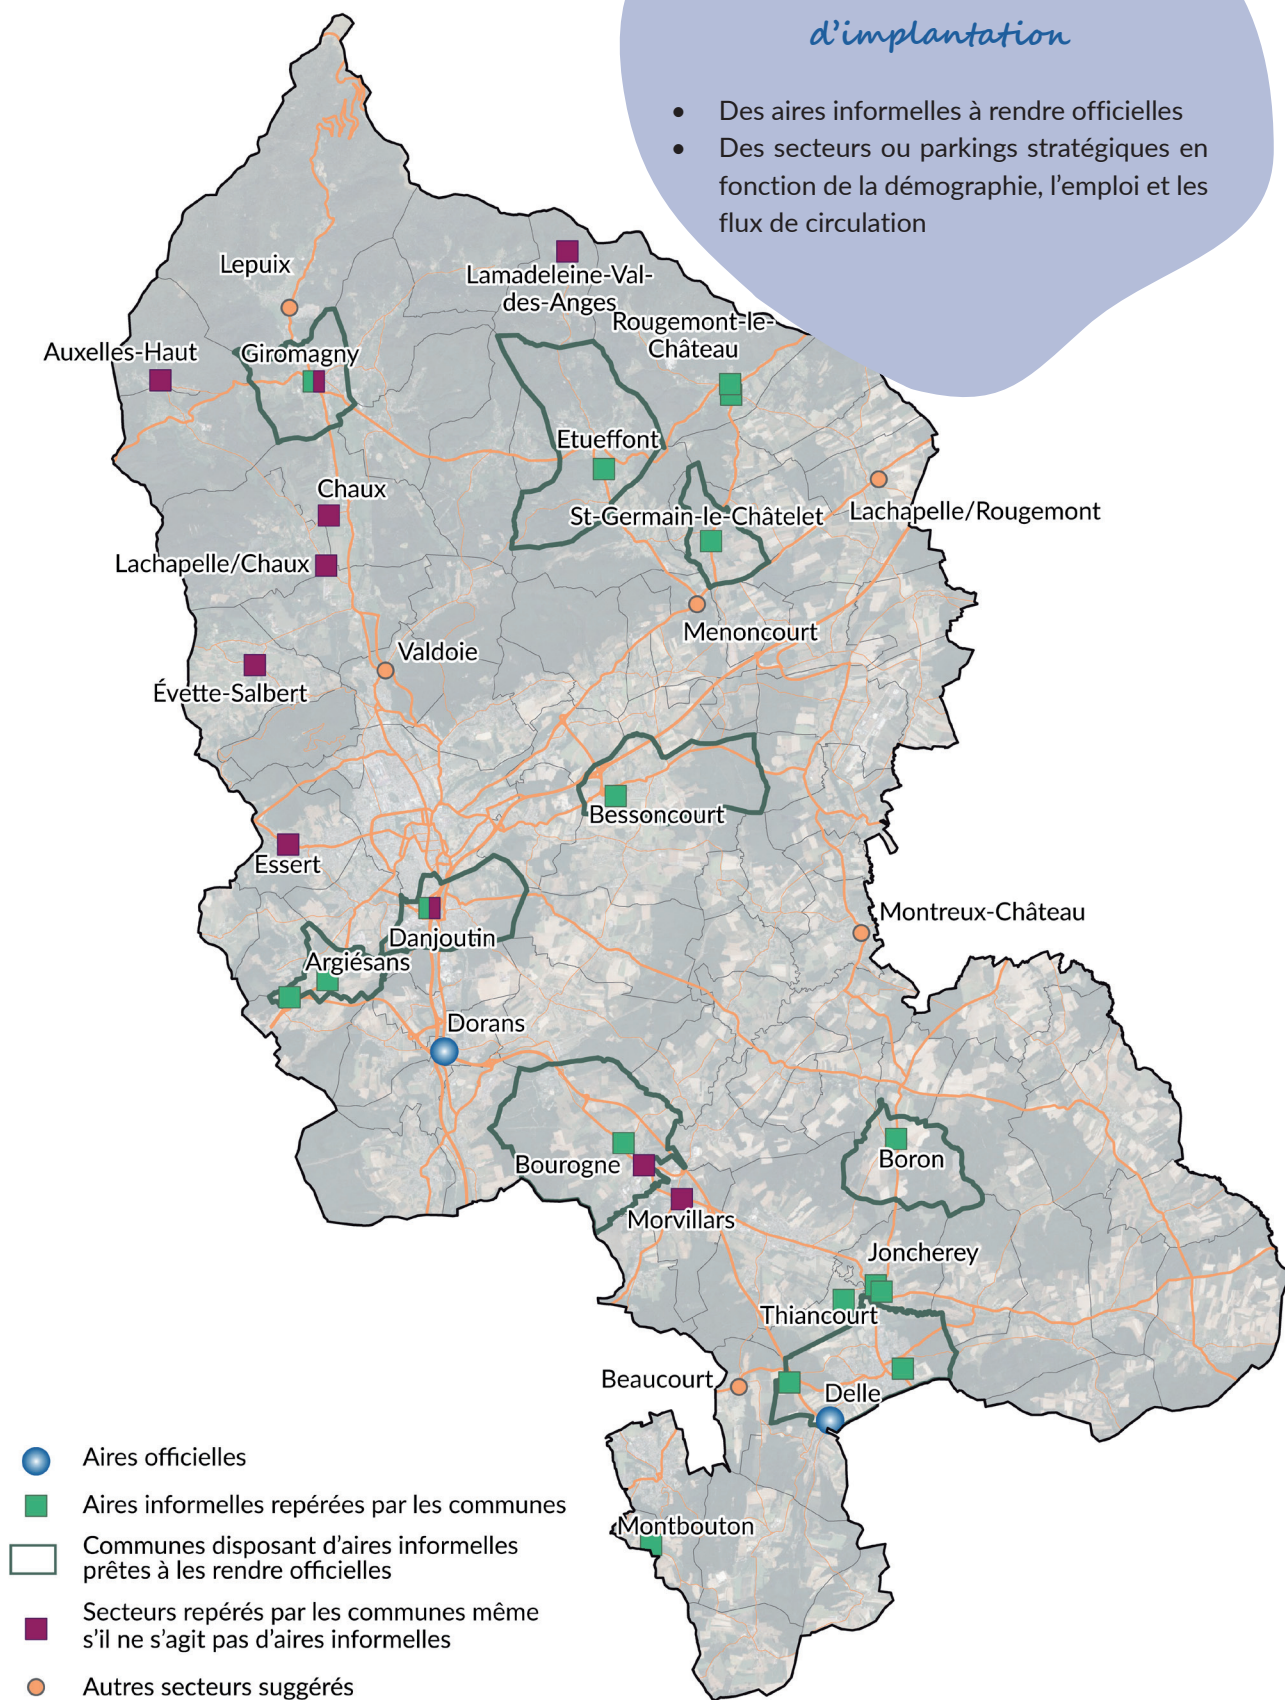 d'implantation
• Des aires informelles à rendre officielles
• Des secteurs ou parkings stratégiques en
fonction de la démographie, l'emploi et les
flux de circulation
Lepuix
Lamadeleine-Val-
des-Anges
Rougemont-le-
Château
Auxelles-Haut
Giromagny
Etueffont
Chaux
St-Germain-le-Châtelet
Lachapelle/Rougemont
Lachapelle/Chaux
Menoncourt
Valdoie
Évette-Salbert
Bessoncourt
Essert
Montreux-Château
Danjoutin
Argiésans
Dorans
Bourogne
Boron
Morvillars
Joncherey
Thiancourt
Beaucourt
Delle
Montbouton
Aires officielles
Aires informelles repérées par les communes
Communes disposant d'aires informelles
prêtes à les rendre officielles
Secteurs repérés par les communes même
s'il ne s'agit pas d'aires informelles
Autres secteurs suggérés